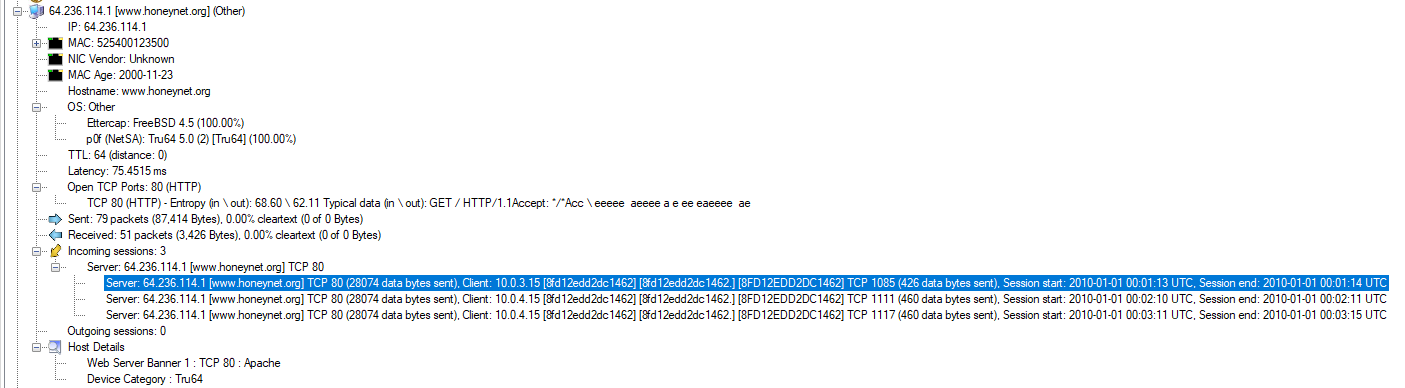 64.236.114.1 [www.honeynet.org] (Other)
IP: 64.236.114.1
MAC: 525400123500
NIC Vendor: Unknown
MAC Age: 2000-11-23
Hostname: www.honeynet.org
OS: Other
Ettercap: FreeBSD 4.5 (100.00%)
p0f (NetSA): Tru64 5.0 (2) [Tru64] (100.00%)
TTL: 64 (distance: 0)
Latency: 75.4515 ms
Open TCP Ports: 80 (HTTP)
TCP 80 (HTTP) - Entropy (in \ out): 68.60 \ 62.11 Typical data (in \ out): GET / HTTP/1.1Accept: */*Acc \ eeeee  aeeee a e ee eaeeee  ae
Sent: 79 packets (87,414 Bytes), 0.00% cleartext (0 of 0 Bytes)
Received: 51 packets (3,426 Bytes), 0.00% cleartext (0 of 0 Bytes)
Incoming sessions: 3
Server: 64.236.114.1 [www.honeynet.org] TCP 80
Server: 64.236.114.1 [www.honeynet.org] TCP 80 (28074 data bytes sent), Client: 10.0.3.15 [8fd12edd2dc1462] [8fd12edd2dc1462.] [8FD12EDD2DC1462] TCP 1085 (426 data bytes sent), Session start: 2010-01-01 00:01:13 UTC, Session end: 2010-01-01 00:01:14 UTC
Server: 64.236.114.1 [www.honeynet.org] TCP 80 (28074 data bytes sent), Client: 10.0.4.15 [8fd12edd2dc1462] [8fd12edd2dc1462.] [8FD12EDD2DC1462] TCP 1111 (460 data bytes sent), Session start: 2010-01-01 00:02:10 UTC, Session end: 2010-01-01 00:02:11 UTC
Server: 64.236.114.1 [www.honeynet.org] TCP 80 (28074 data bytes sent), Client: 10.0.4.15 [8fd12edd2dc1462] [8fd12edd2dc1462.] [8FD12EDD2DC1462] TCP 1117 (460 data bytes sent), Session start: 2010-01-01 00:03:11 UTC, Session end: 2010-01-01 00:03:15 UTC
Outgoing sessions: 0
Host Details
Web Server Banner 1 : TCP 80 : Apache
Device Category : Tru64